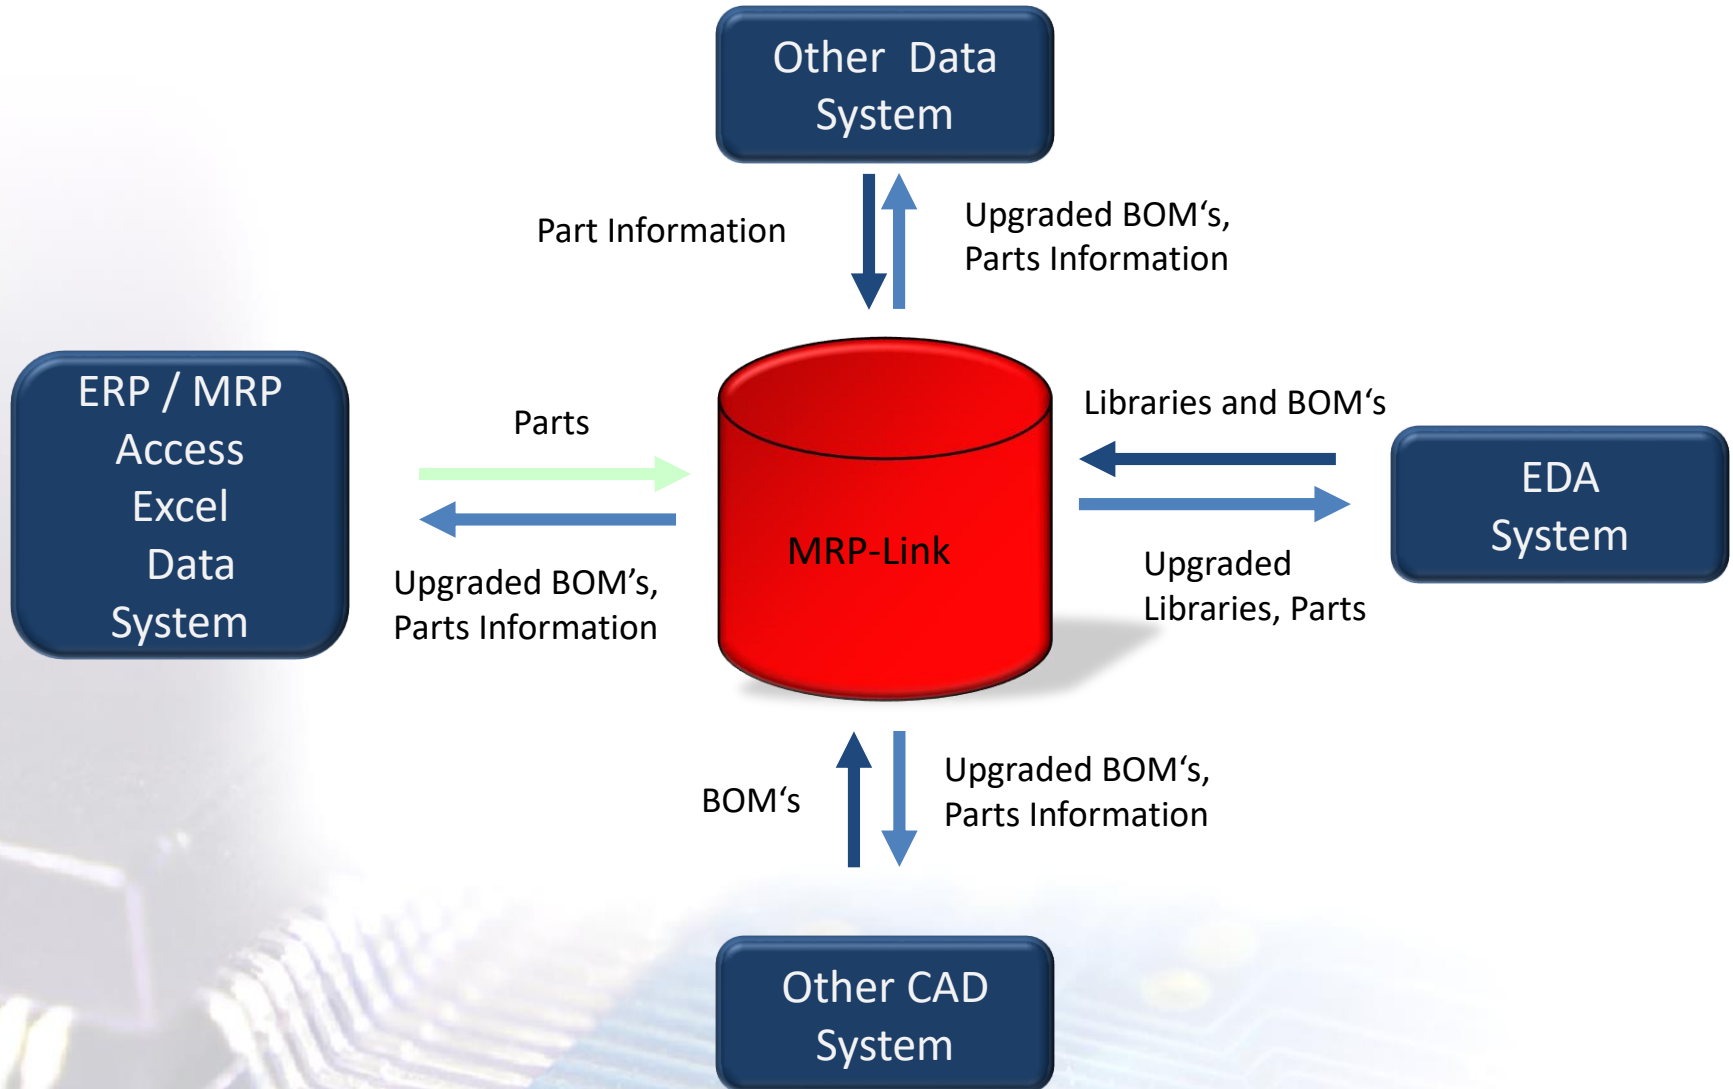 Other Data
System
Part Information
Upgraded BOM‘s,
Parts Information
ERP / MRP
Access
Excel
Data
System
Parts
Upgraded BOM’s,
Parts Information
MRP-Link
Libraries and BOM‘s
Upgraded
Libraries, Parts
EDA
System
BOM‘s
Upgraded BOM‘s,
Parts Information
Other CAD
System